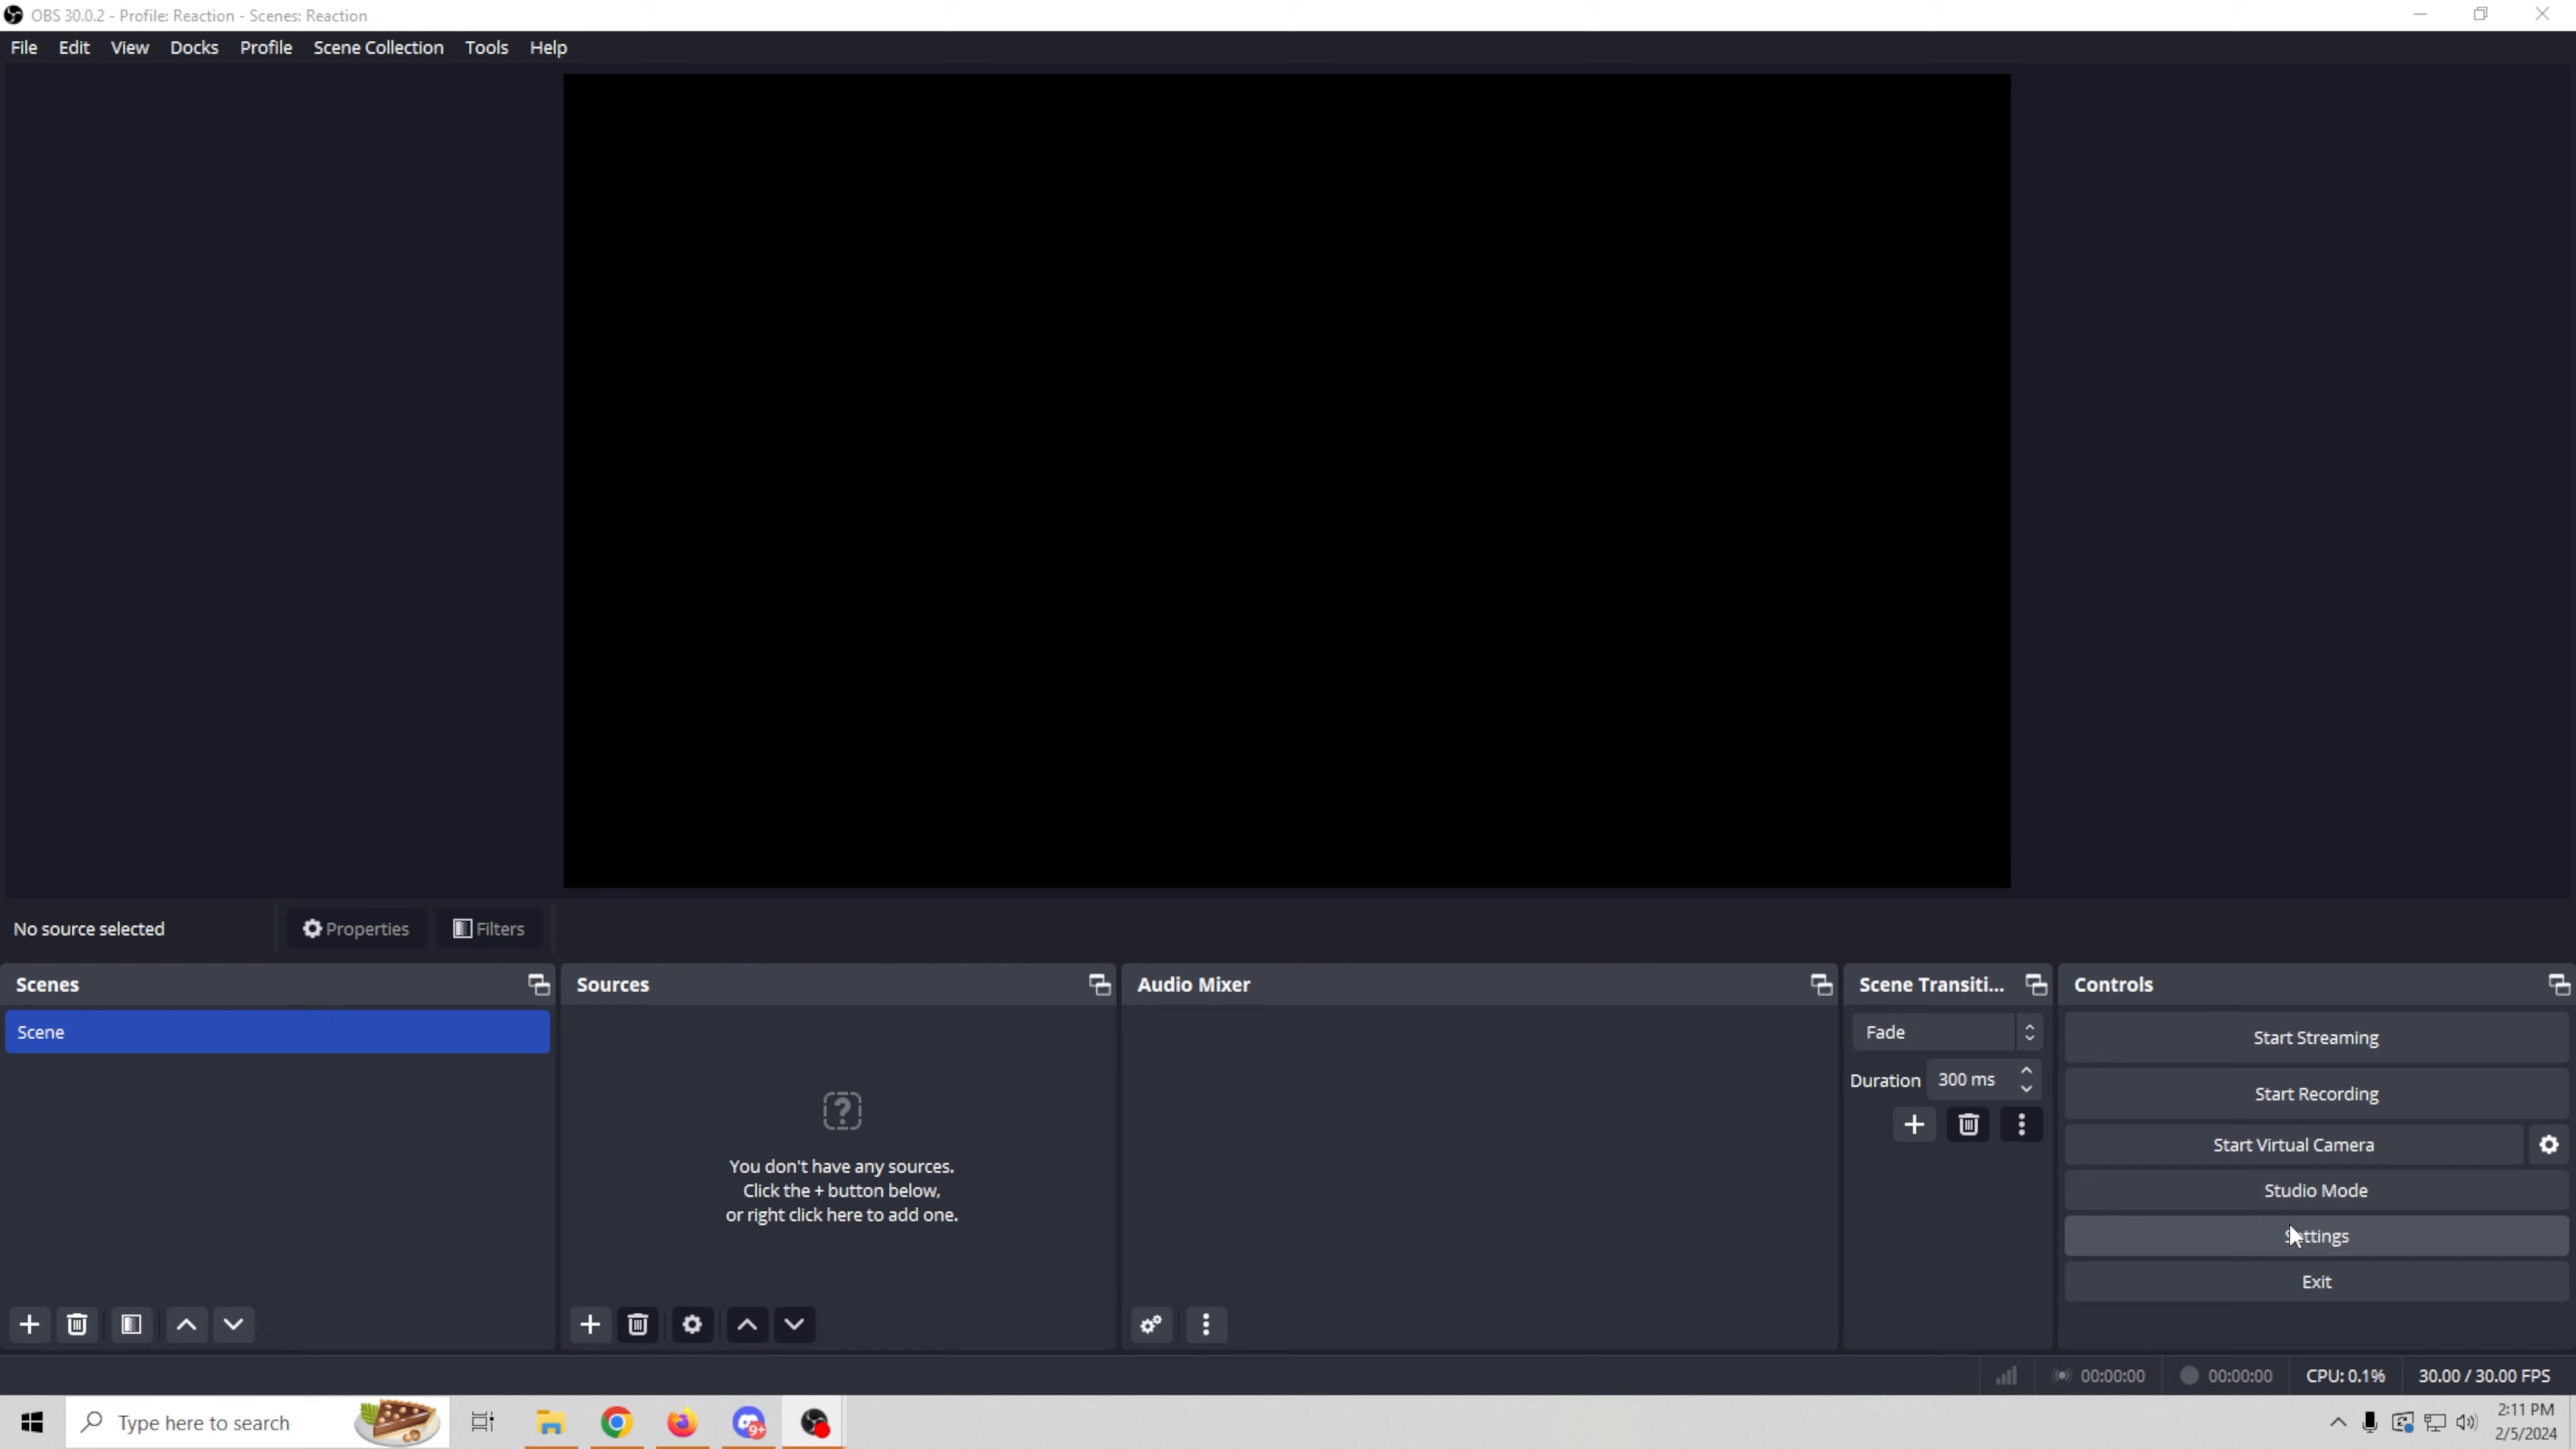 OBS 30.0.2 - Profile: Reaction - Scenes: Reaction
File Edit View Docks Profile Scene Collection Tools Help
No source selected Properties Filters
Scenes
Scene
Sources
You don't have any sources.
Click the + button below,
or right click here to add one.
Audio Mixer
Scene Transiti...
Fade
Duration 300 ms
Controls
Start Streaming
Start Recording
Start Virtual Camera
Studio Mode
Settings
Exit
00:00:00 00:00:00 CPU: 0.1% 30.00 / 30.00 FPS
Type here to search
9+
2:11 PM
2/5/2024